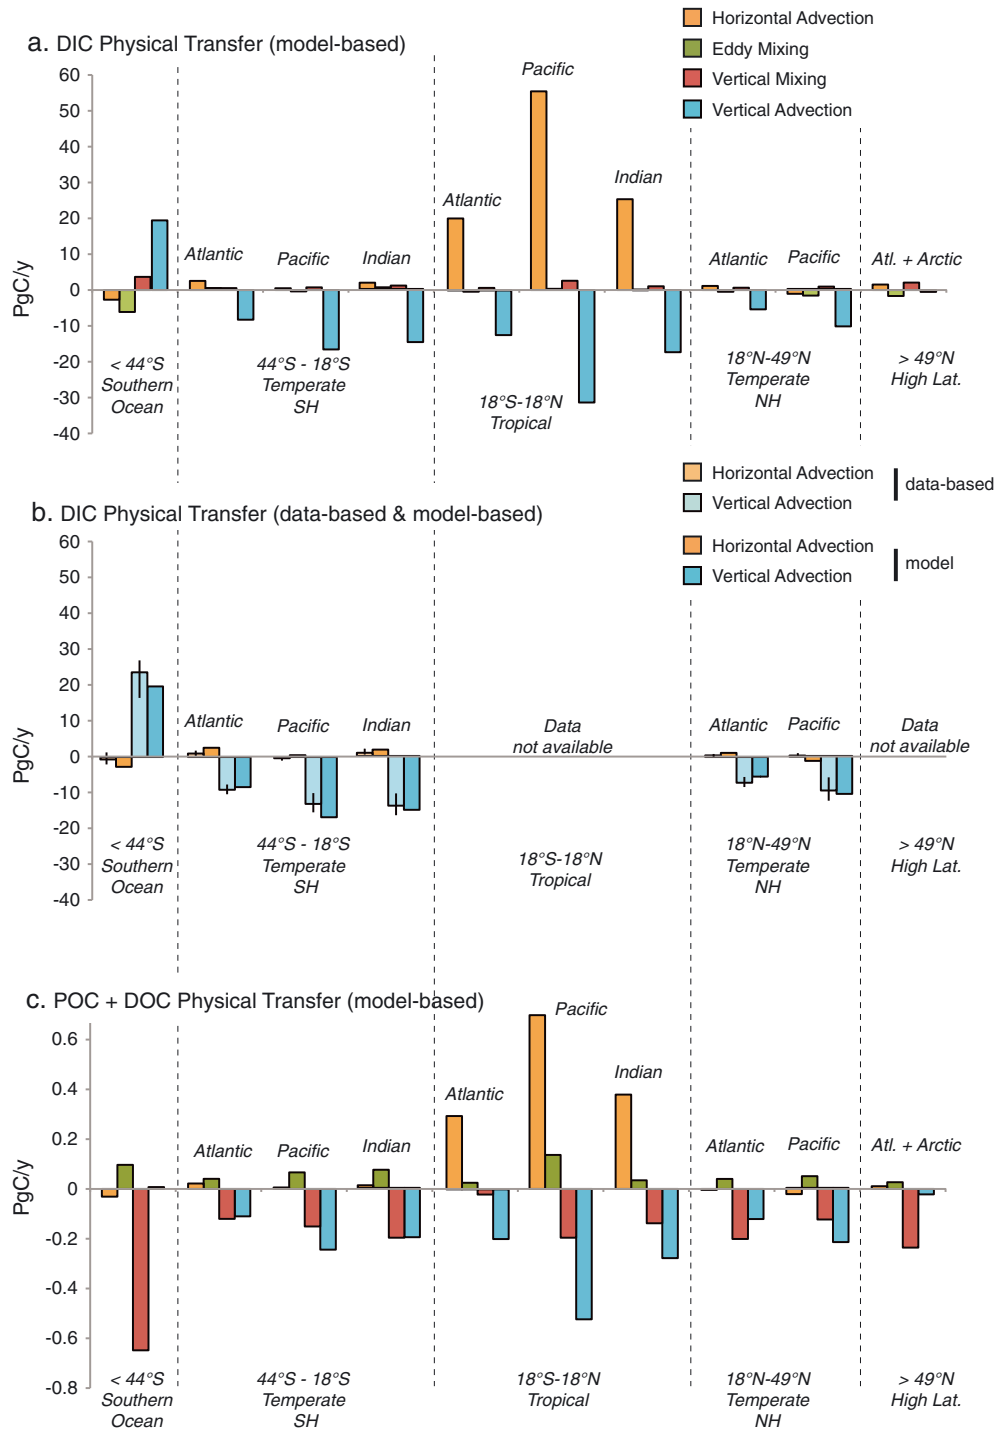 Horizontal Advection
Eddy Mixing
Vertical Mixing
Vertical Advection
a. DIC Physical Transfer (model-based)
PgC/y
60
50
40
30
20
10
0
-10
-20
-30
-40
Atlantic
Pacific
Indian
Atlantic
Pacific
Indian
Atlantic
Pacific
Atl. + Arctic
< 44°S
Southern
Ocean
44°S - 18°S
Temperate
SH
18°S-18°N
Tropical
18°N-49°N
Temperate
NH
> 49°N
High Lat.
Horizontal Advection
Vertical Advection
data-based
Horizontal Advection
Vertical Advection
model
b. DIC Physical Transfer (data-based & model-based)
PgC/y
60
50
40
30
20
10
0
-10
-20
-30
-40
Atlantic
Pacific
Indian
Data
not available
Atlantic
Pacific
Data
not available
< 44°S
Southern
Ocean
44°S - 18°S
Temperate
SH
18°S-18°N
Tropical
18°N-49°N
Temperate
NH
> 49°N
High Lat.
c. POC + DOC Physical Transfer (model-based)
PgC/y
0.6
0.4
0.2
0
-0.2
-0.4
-0.6
-0.8
Atlantic
Pacific
Indian
Atlantic
Pacific
Indian
Atlantic
Pacific
Atl. + Arctic
< 44°S
Southern
Ocean
44°S - 18°S
Temperate
SH
18°S-18°N
Tropical
18°N-49°N
Temperate
NH
> 49°N
High Lat.